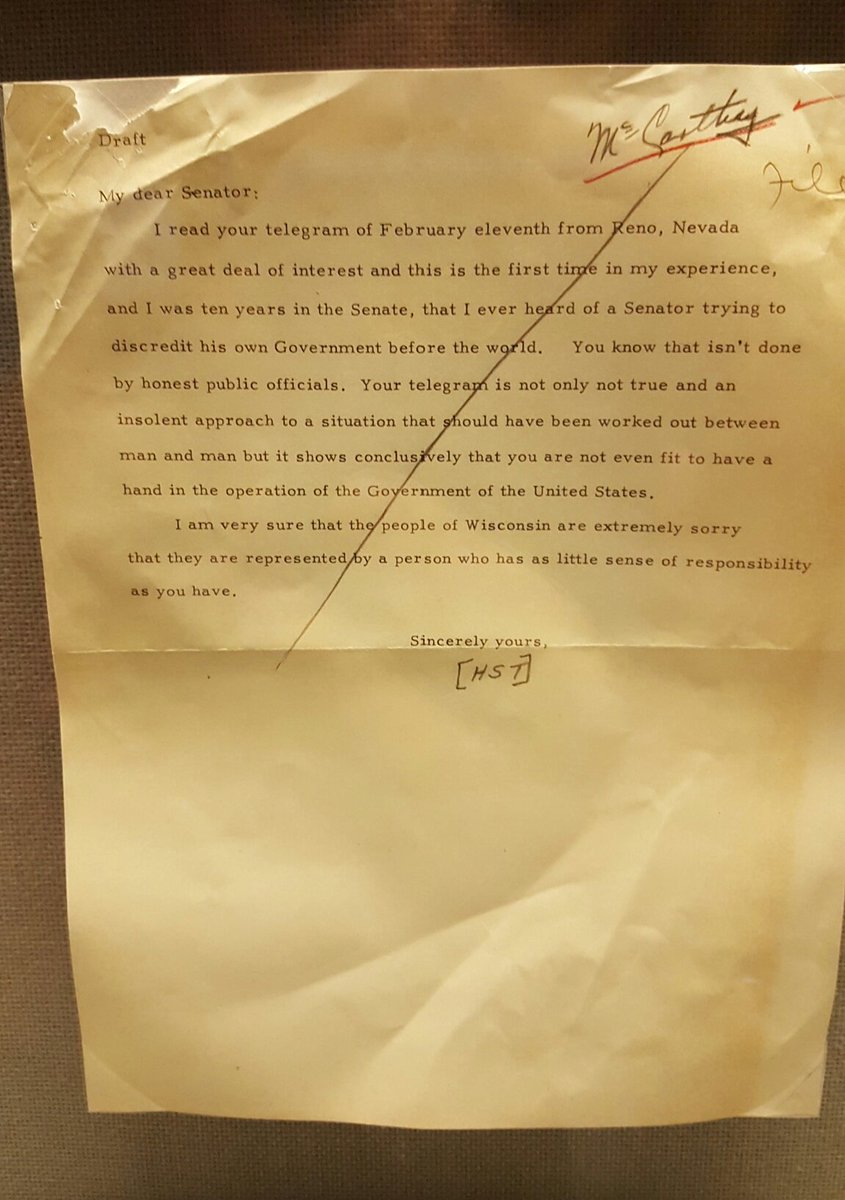 McCarthy
File
Draft
My dear Senator:
I read your telegram of February eleventh from Reno, Nevada
with a great deal of interest and this is the first time in my experience,
and I was ten years in the Senate, that I ever heard of a Senator trying to
discredit his own Government before the world. You know that isn't done
by honest public officials. Your telegram is not only not true and an
insolent approach to a situation that should have been worked out between
man and man but it shows conclusively that you are not even fit to have a
hand in the operation of the Government of the United States.
I am very sure that the people of Wisconsin are extremely sorry
that they are represented by a person who has as little sense of responsibility
as you have.
Sincerely yours,
[HST]